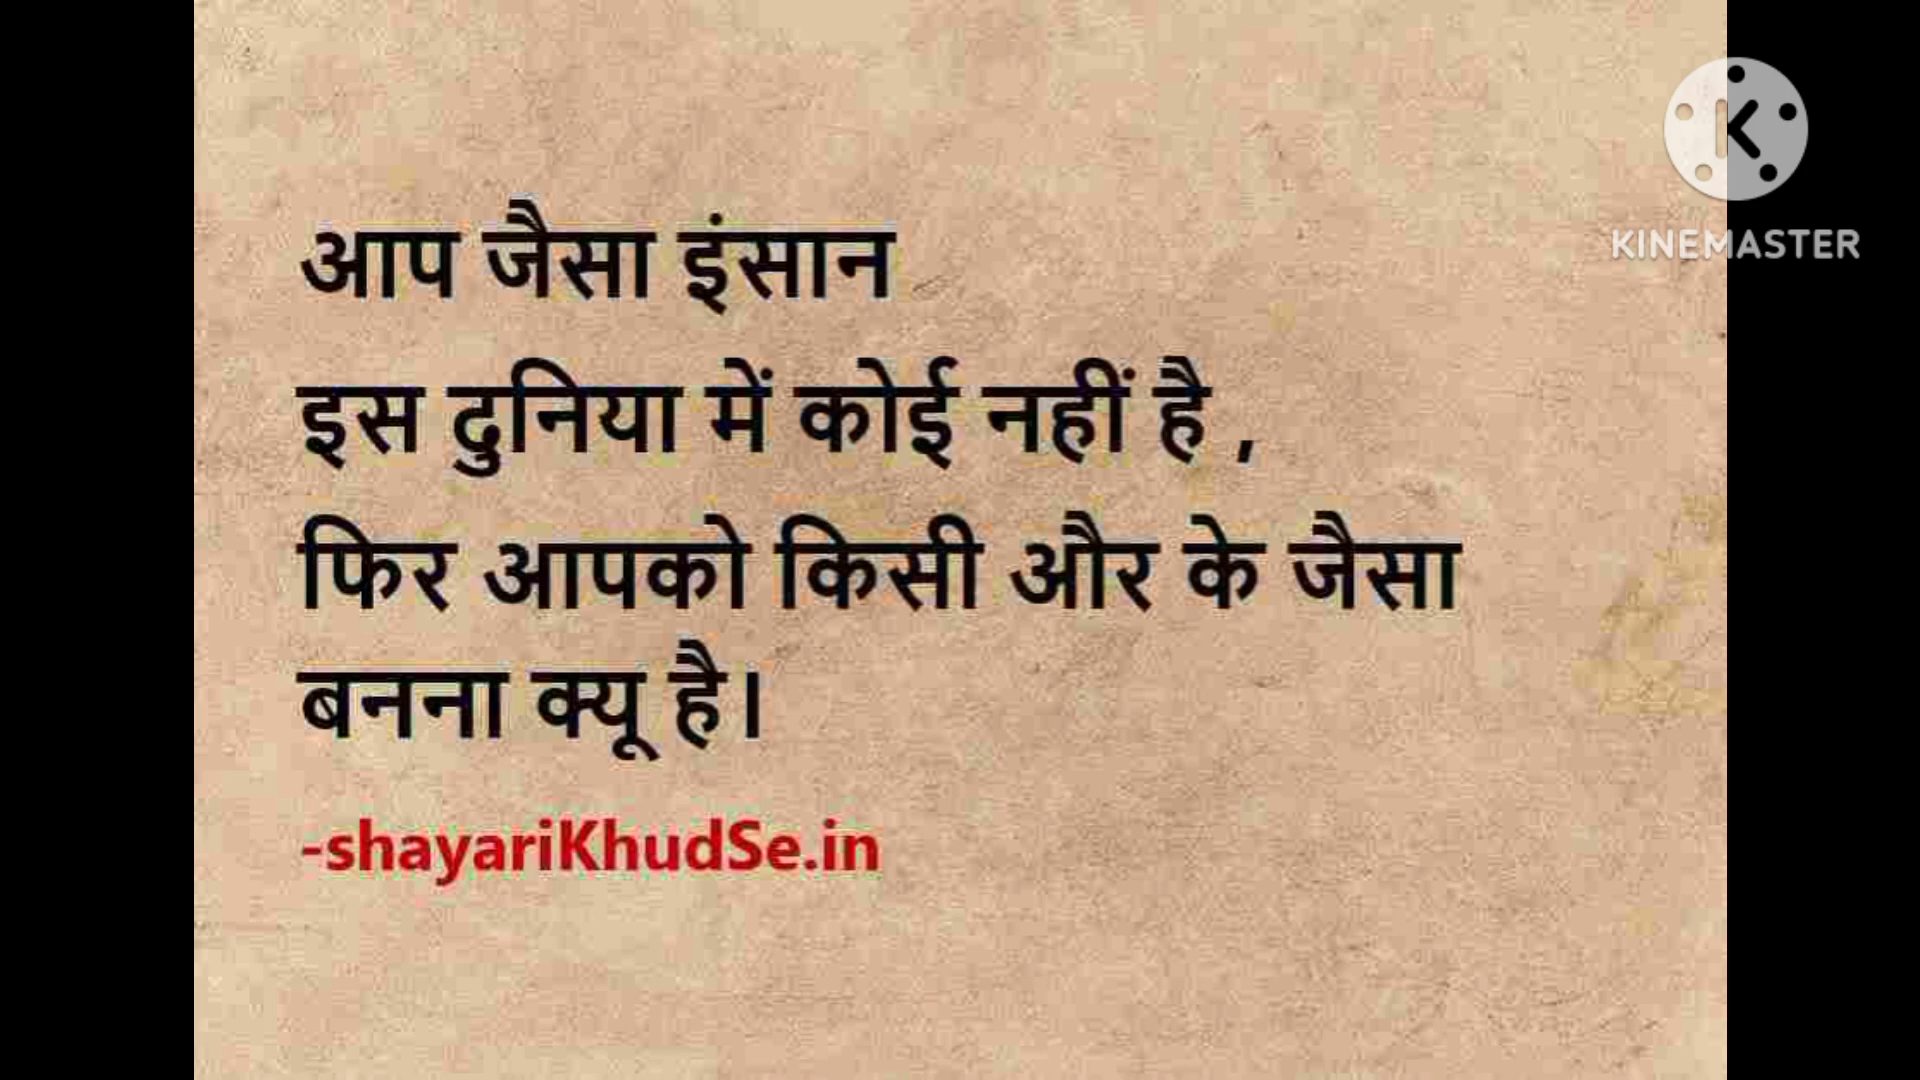 आप जैसा इंसान
इस दुनिया में कोई नहीं है ,
फिर आपको किसी और के जैसा
बनना क्यू है।
-shayariKhudSe.in
KINEMASTER